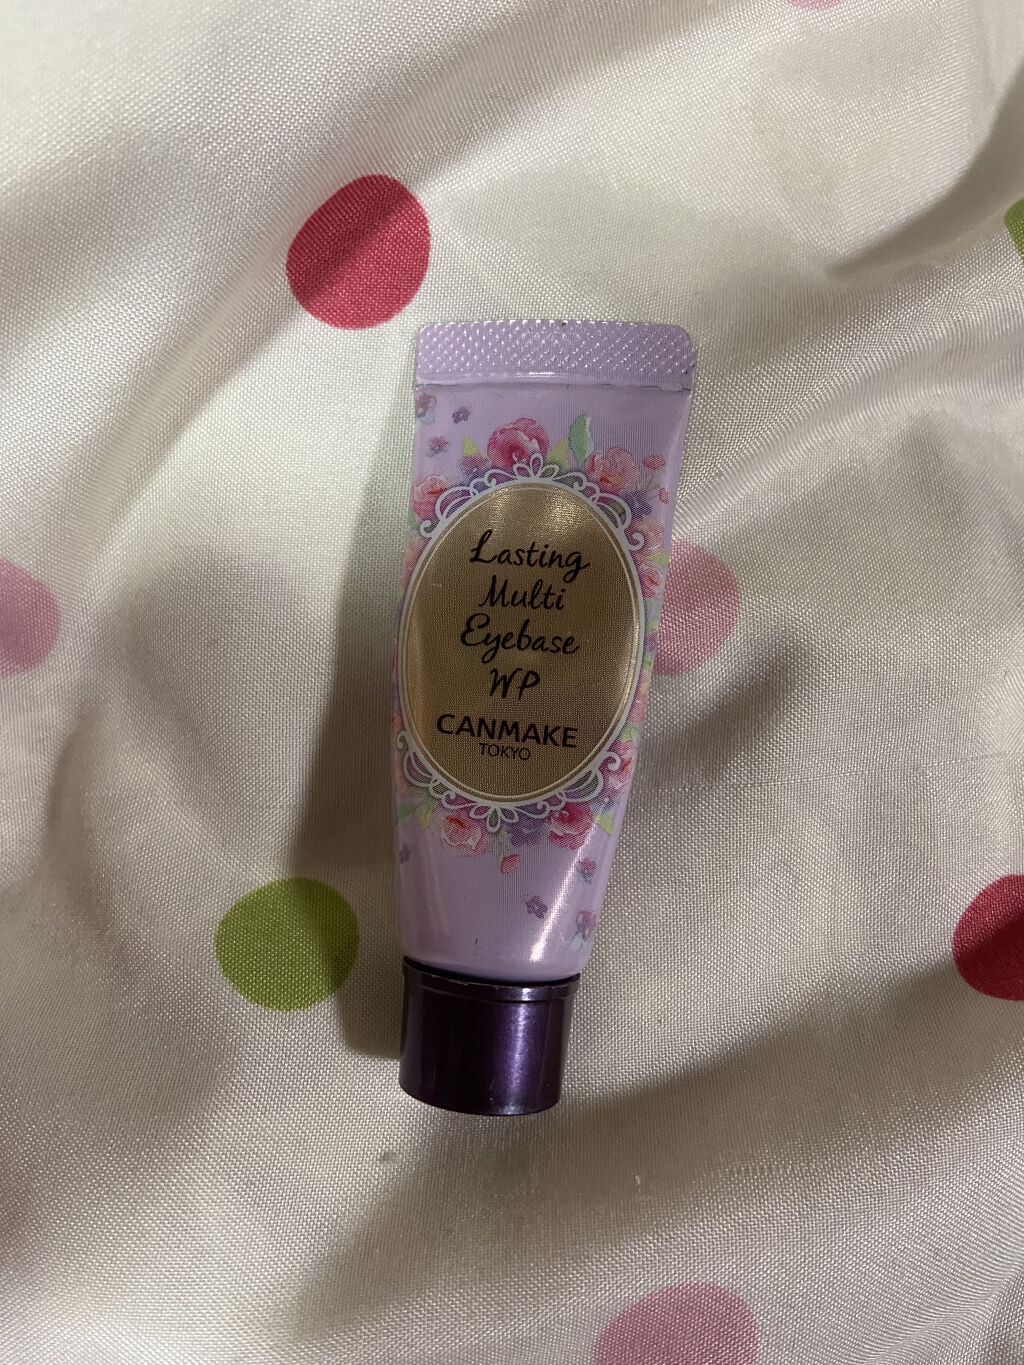 Lasting
Multi
Eyebase
WP
CANMAKE
TOKYO